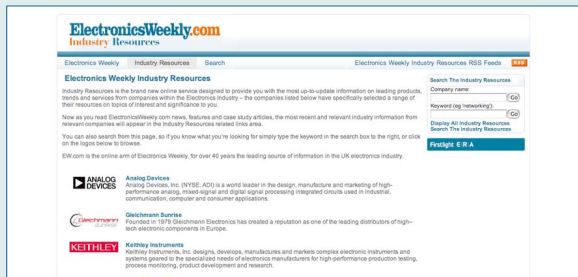 ElectronicsWeekly.com
Industry Resources
Electronics Weekly Industry Resources Search Electronics Weekly Industry Resources RSS Feeds RSS
Electronics Weekly Industry Resources
Industry Resources is the brand new online service designed to provide you with the most up-to-update information on leading products,
trends and services from companies within the Electronics Industry – the companies listed below have specifically selected a range of
their resources on topics of interest and significance to you.
Now as you read ElectronicsWeekly.com news, features and case study articles, the most recent and relevant industry information from
relevant companies will appear in the Industry Resources related links area.
You can also search from this page, so if you know what you're looking for simply type the keyword in the search box to the right, or click
on the logos below to browse.
EW.com is the online arm of Electronics Weekly, for over 40 years the leading source of information in the UK electronics industry.
Search The Industry Resources
Company name:
Go
Keyword (eg 'networking'):
Go
Display All Industry Resources
Search The Industry Resources
Firstlight ERA
ANALOG
DEVICES
Analog Devices
Analog Devices, Inc. (NYSE: ADI) is a world leader in the design, manufacture and marketing of high-
performance analog, mixed-signal and digital signal processing integrated circuits used in industrial,
communication, computer and consumer applications.
Gleichmann
sunrise
Gleichmann Sunrise
Founded in 1979 Gleichmann Electronics has created a reputation as one of the leading distributors of high–
tech electronic components in Europe.
KEITHLEY
Keithley Instruments
Keithley Instruments, Inc. designs, develops, manufactures and markets complex electronic instruments and
systems geared to the specialized needs of electronics manufacturers for high-performance production testing,
process monitoring, product development and research.